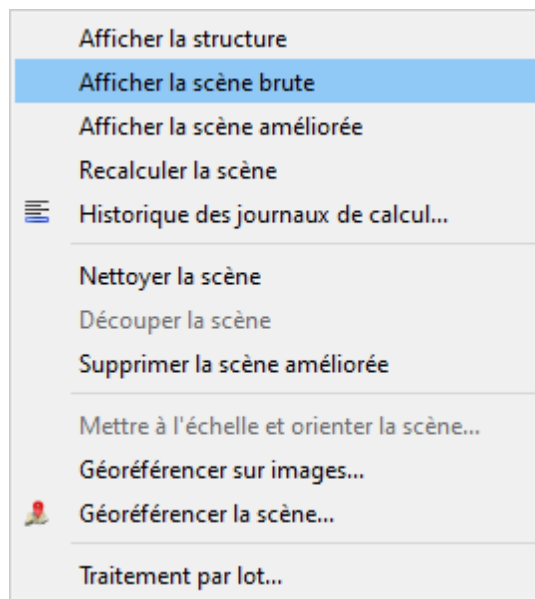 Afficher la structure
Afficher la scène brute
Afficher la scène améliorée
Recalculer la scène
Historique des journaux de calcul...
Nettoyer la scène
Découper la scène
Supprimer la scène améliorée
Mettre à l'échelle et orienter la scène...
Géoréférencer sur images...
Géoréférencer la scène...
Traitement par lot...